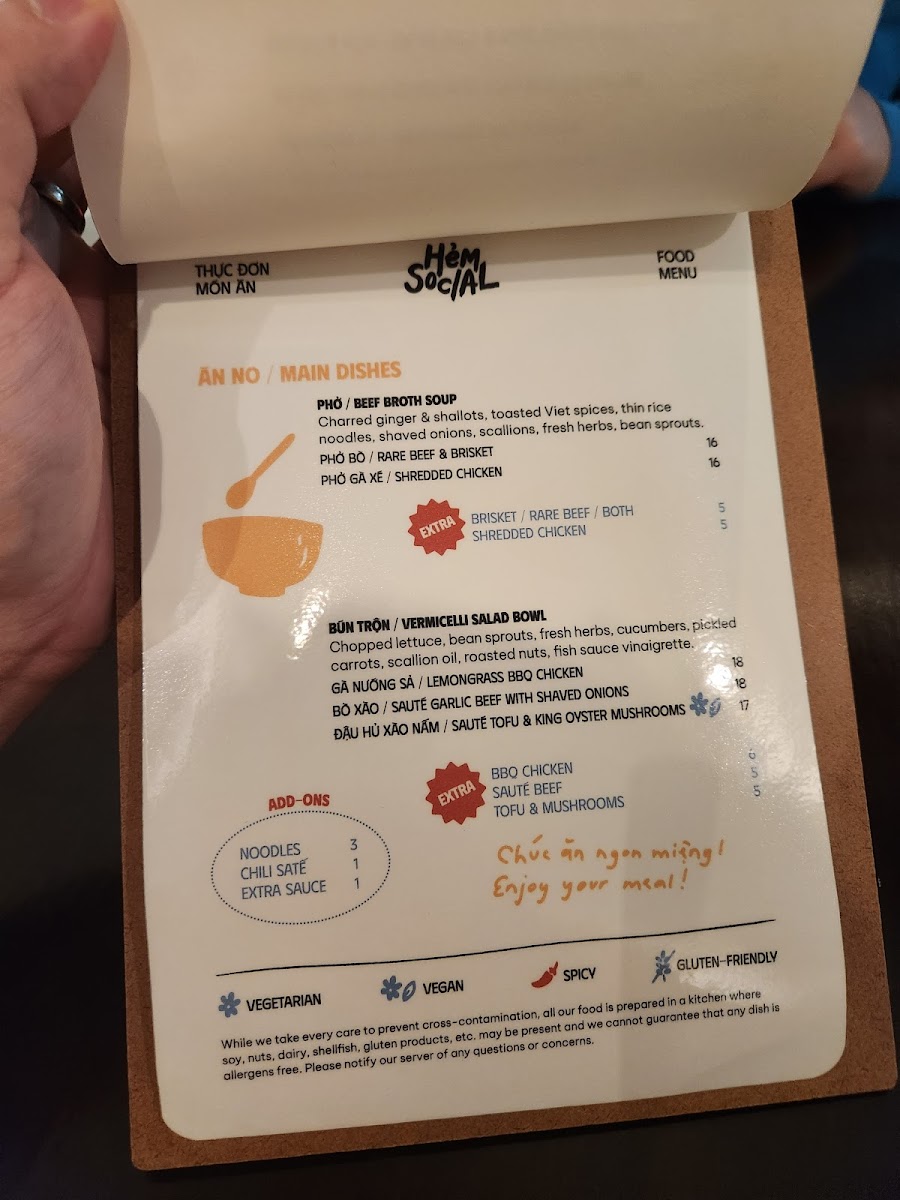 THỰC ĐƠN
MÓN ĂN
Hẻm
SocIAL
FOOD
MENU
ĂN NO / MAIN DISHES
PHỞ / BEEF BROTH SOUP
Charred ginger & shallots, toasted Viet spices, thin rice
noodles, shaved onions, scallions, fresh herbs, bean sprouts.
PHỞ BÒ / RARE BEEF & BRISKET 16
PHỞ GÀ XÉ / SHREDDED CHICKEN 16
EXTRA
BRISKET / RARE BEEF / BOTH 5
SHREDDED CHICKEN 5
BÚN TRỘN / VERMICELLI SALAD BOWL
Chopped lettuce, bean sprouts, fresh herbs, cucumbers, pickled
carrots, scallion oil, roasted nuts, fish sauce vinaigrette.
GÀ NƯỚNG SẢ / LEMONGRASS BBQ CHICKEN 18
BÒ XÀO / SAUTÉ GARLIC BEEF WITH SHAVED ONIONS 18
ĐẬU HỦ XÀO NẤM / SAUTÉ TOFU & KING OYSTER MUSHROOMS 17
EXTRA
BBQ CHICKEN
SAUTÉ BEEF 5
TOFU & MUSHROOMS 5
ADD-ONS
NOODLES 3
CHILI SATẾ 1
EXTRA SAUCE 1
Chúc ăn ngon miệng!
Enjoy your meal!
VEGETARIAN
VEGAN
SPICY
GLUTEN-FRIENDLY
While we take every care to prevent cross-contamination, all our food is prepared in a kitchen where
soy, nuts, dairy, shellfish, gluten products, etc. may be present and we cannot guarantee that any dish is
allergens free. Please notify our server of any questions or concerns.